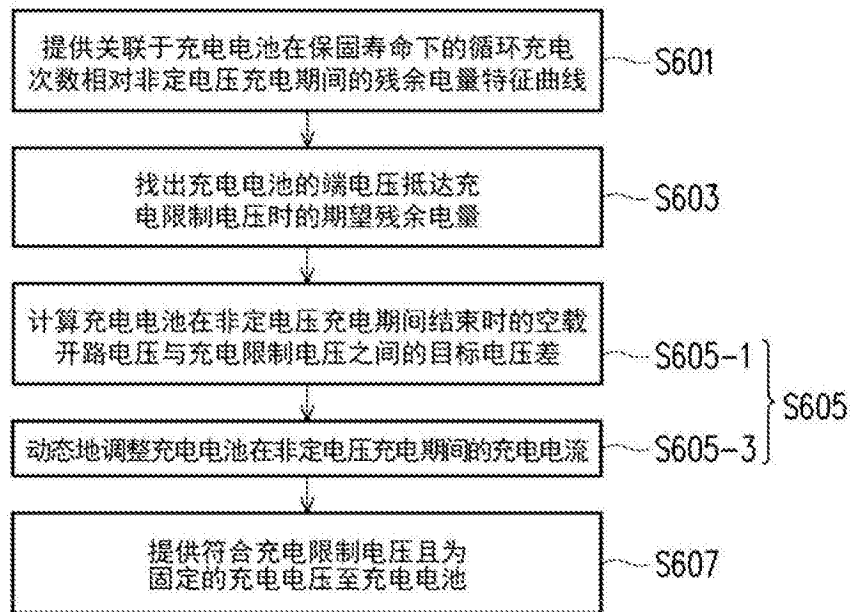 提供关联于充电电池在保固寿命下的循环充电
次数相对非定电压充电期间的残余电量特征曲线
S601
找出充电电池的端电压抵达充
电限制电压时的期望残余电量
S603
计算充电电池在非定电压充电期间结束时的空载
开路电压与充电限制电压之间的目标电压差
S605-1
S605
动态地调整充电电池在非定电压充电期间的充电电流
S605-3
提供符合充电限制电压且为
固定的充电电压至充电电池
S607